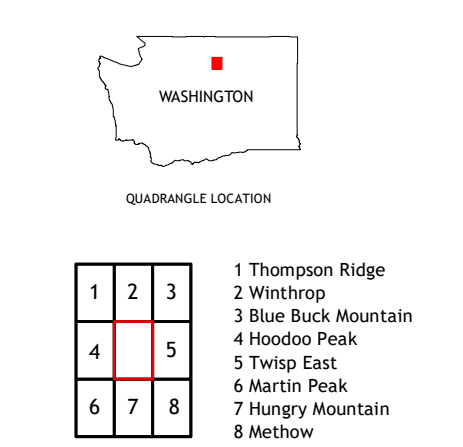 WASHINGTON
QUADRANGLE LOCATION
1 2 3
4 5
6 7 8
1 Thompson Ridge
2 Winthrop
3 Blue Buck Mountain
4 Hoodoo Peak
5 Twisp East
6 Martin Peak
7 Hungry Mountain
8 Methow